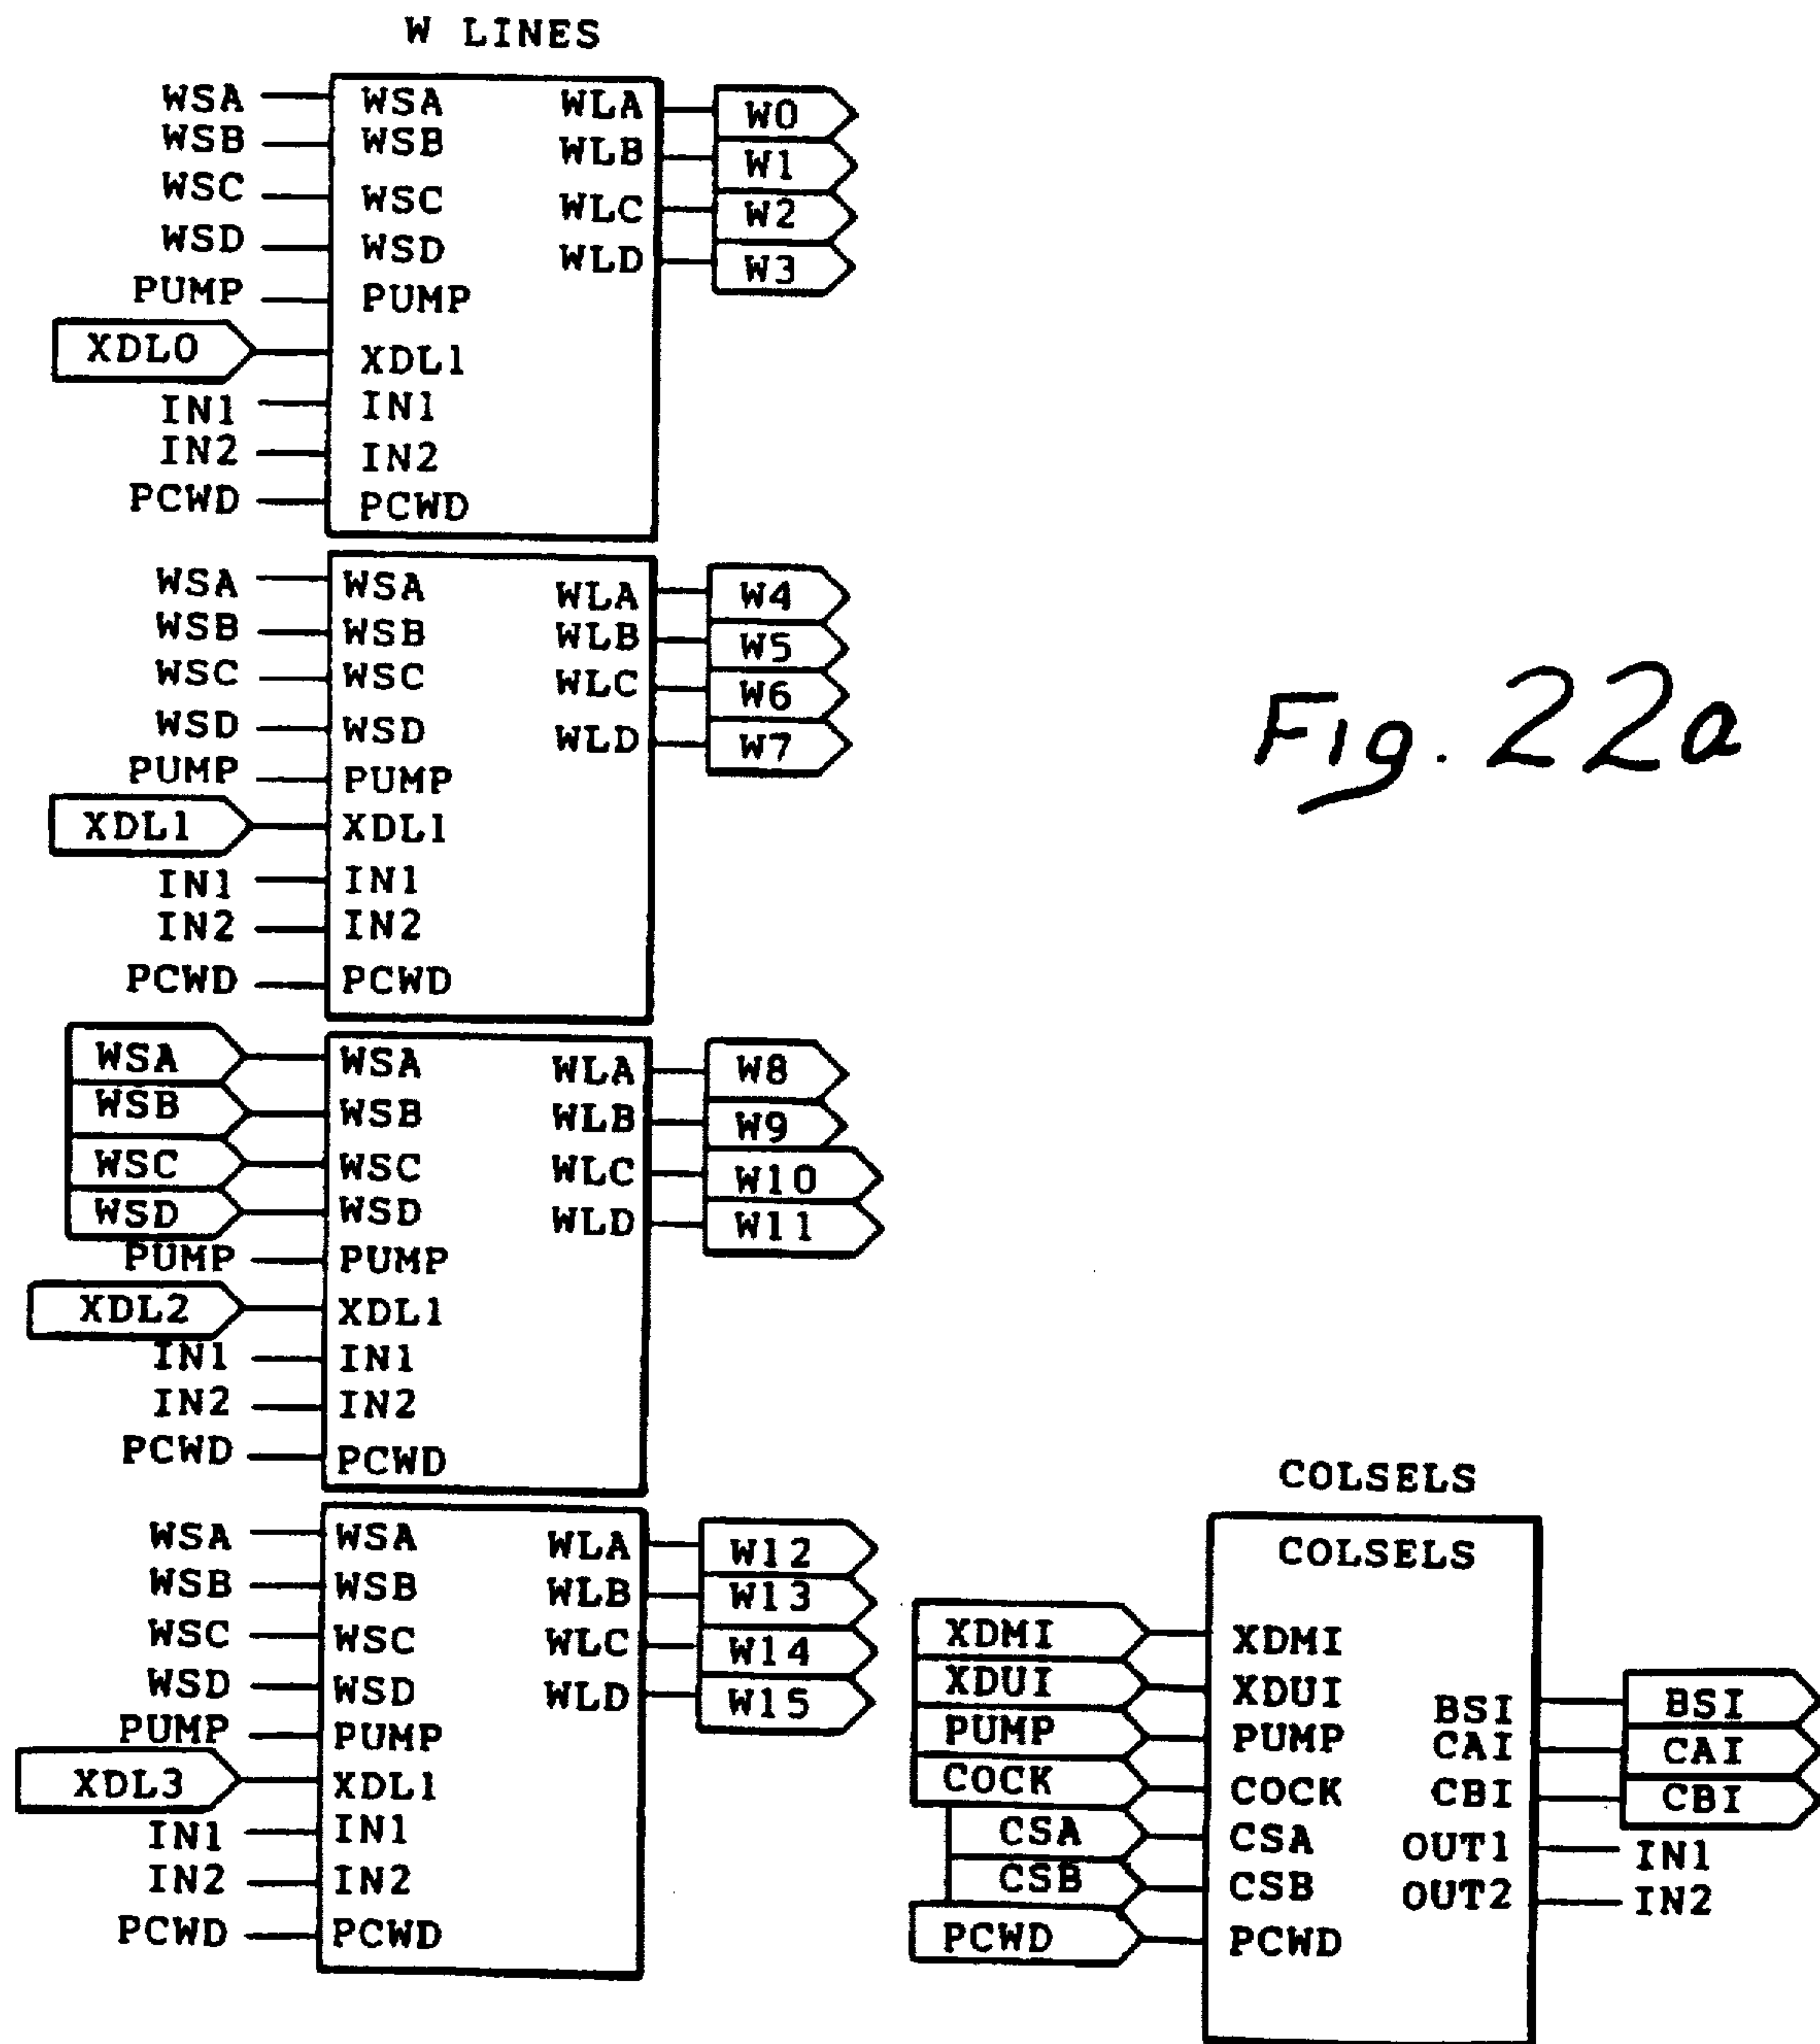 W LINES
WSA WSA WLA W0
WSB WSB WLB W1
WSC WSC WLC W2
WSD WSD WLD W3
PUMP PUMP
XDL0 XDL1
IN1 IN1
IN2 IN2
PCWD PCWD
WSA WSA WLA W4
WSB WSB WLB W5
WSC WSC WLC W6
WSD WSD WLD W7
PUMP PUMP
XDL1 XDL1
IN1 IN1
IN2 IN2
PCWD PCWD
Fig. 22a
WSA WSA WLA W8
WSB WSB WLB W9
WSC WSC WLC W10
WSD WSD WLD W11
PUMP PUMP
XDL2 XDL1
IN1 IN1
IN2 IN2
PCWD PCWD
WSA WSA WLA W12
WSB WSB WLB W13
WSC WSC WLC W14
WSD WSD WLD W15
PUMP PUMP
XDL3 XDL1
IN1 IN1
IN2 IN2
PCWD PCWD
COLSELS
COLSELS
XDMI XDMI
XDUI XDUI BSI BSI
PUMP PUMP CAI CAI
COCK COCK CBI CBI
CSA CSA OUT1 IN1
CSB CSB OUT2 IN2
PCWD PCWD